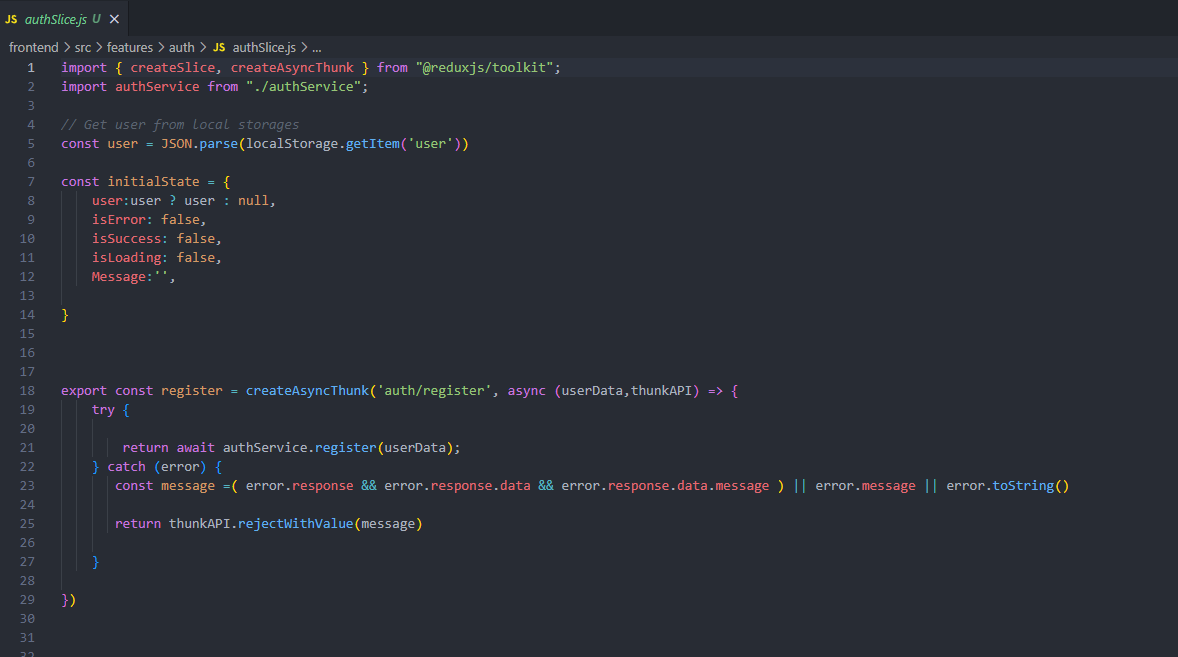 JS authSlice.js U ×
frontend > src > features > auth > JS authSlice.js > ...
1 import { createSlice, createAsyncThunk } from "@reduxjs/toolkit";
2 import authService from "./authService";
3
4 // Get user from local storages
5 const user = JSON.parse(localStorage.getItem('user'))
6
7 const initialState = {
8 user:user ? user : null,
9 isError: false,
10 isSuccess: false,
11 isLoading: false,
12 Message:'',
13
14 }
15
16
17
18 export const register = createAsyncThunk('auth/register', async (userData,thunkAPI) => {
19 try {
20
21 return await authService.register(userData);
22 } catch (error) {
23 const message =( error.response && error.response.data && error.response.data.message ) || error.message || error.toString()
24
25 return thunkAPI.rejectWithValue(message)
26
27 }
28
29 })
30
31
32